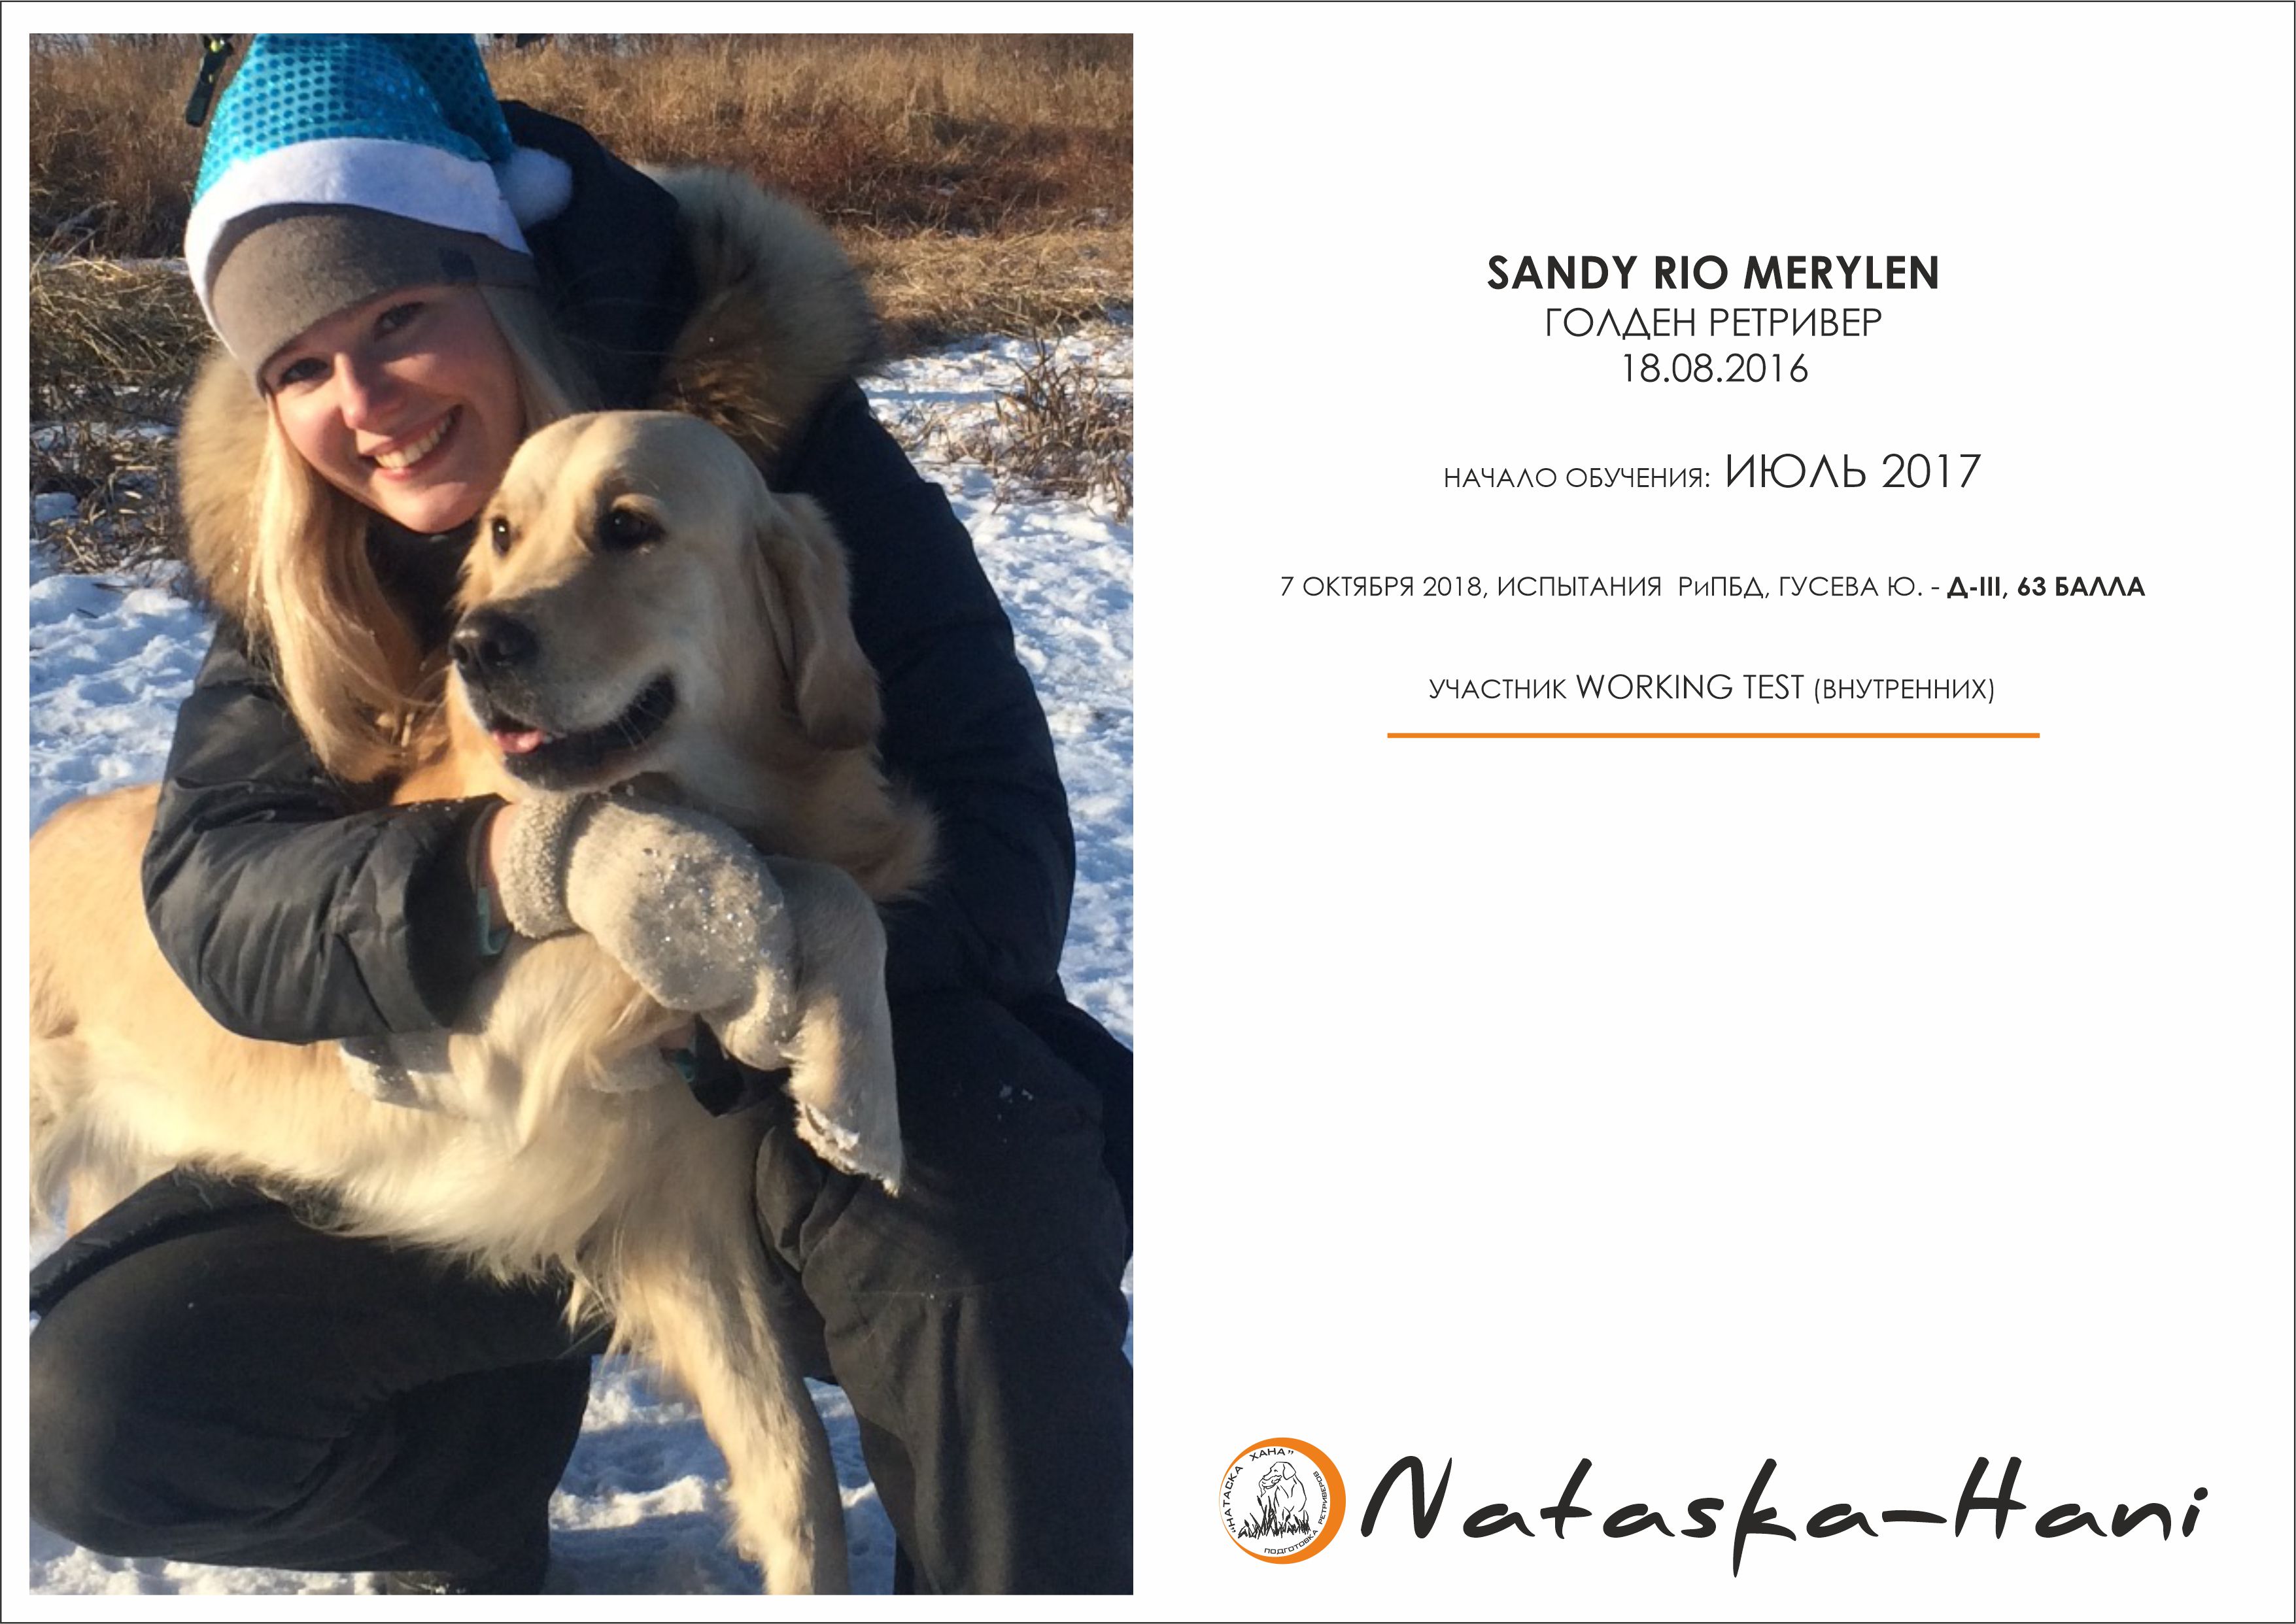 SANDY RIO MERYLEN
ГОЛДЕН РЕТРИВЕР
18.08.2016
НАЧАЛО ОБУЧЕНИЯ: ИЮЛЬ 2017
7 ОКТЯБРЯ 2018, ИСПЫТАНИЯ РиПБД, ГУСЕВА Ю. - Д-III, 63 БАЛЛА
УЧАСТНИК WORKING TEST (ВНУТРЕННИХ)
"НАТАСКА ХАНА"
ПОДГОТОВКА РЕТРИВЕРОВ
Nataska-Hani